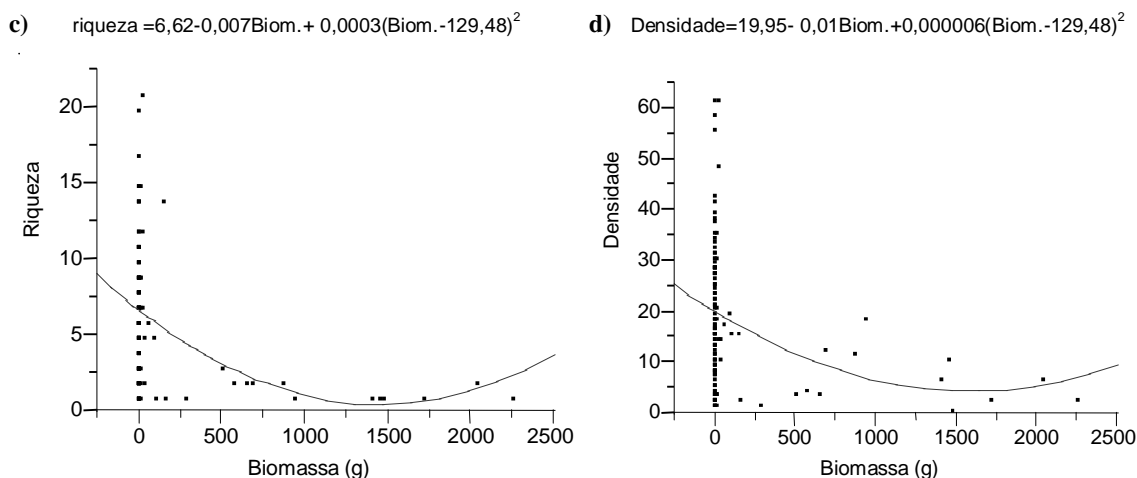 c) riqueza =6,62-0,007Biom.+ 0,0003(Biom.-129,48)²
d) Densidade=19,95- 0,01Biom.+0,000006(Biom.-129,48)²
20
15
10
5
0
Riqueza
0 500 1000 1500 2000 2500
Biomassa (g)
60
50
40
30
20
10
0
Densidade
0 500 1000 1500 2000 2500
Biomassa (g)